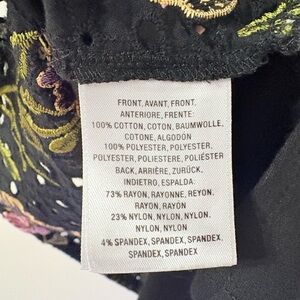 FRONT, AVANT, FRONT,
ANTERIORE, FRENTE:
100% COTTON, COTON, BAUMWOLLE,
COTONE, ALGODON
100% POLYESTER, POLYESTER,
POLYESTER, POLIESTERE, POLIÉSTER
BACK, ARRIÈRE, ZURÜCK,
INDIETRO, ESPALDA:
73% RAYON, RAYONNE, REYON,
RAYON, RAYON
23% NYLON, NYLON, NYLON,
NYLON, NYLON
4% SPANDEX, SPANDEX, SPANDEX,
SPANDEX, SPANDEX